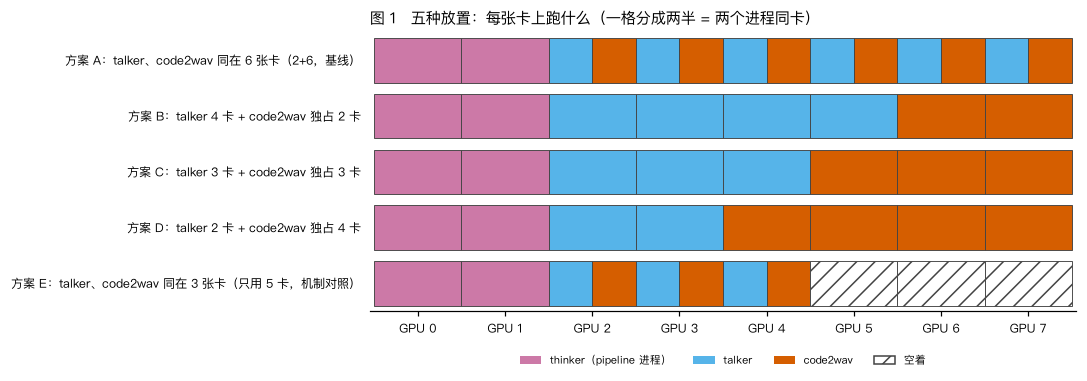 图 1　五种放置：每张卡上跑什么（一格分成两半 = 两个进程同卡）
方案 A：talker、code2wav 同在 6 张卡（2+6，基线）
方案 B：talker 4 卡 + code2wav 独占 2 卡
方案 C：talker 3 卡 + code2wav 独占 3 卡
方案 D：talker 2 卡 + code2wav 独占 4 卡
方案 E：talker、code2wav 同在 3 张卡（只用 5 卡，机制对照）
GPU 0 GPU 1 GPU 2 GPU 3 GPU 4 GPU 5 GPU 6 GPU 7
thinker（pipeline 进程） talker code2wav 空着